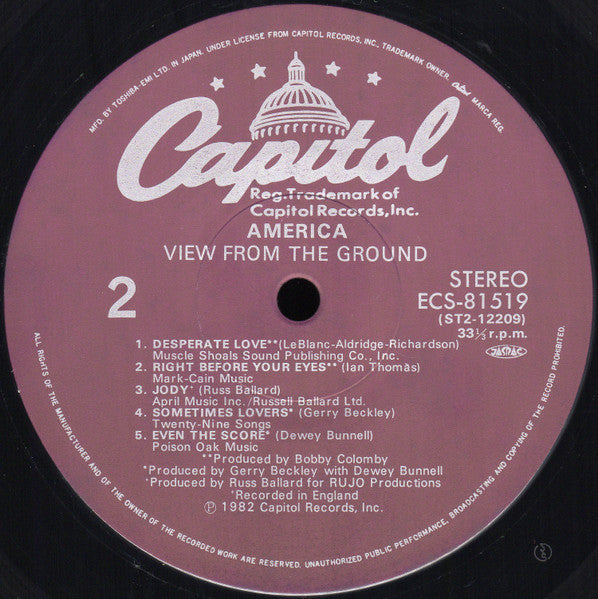 MFD. BY TOSHIBA-EMI LTD. IN JAPAN. UNDER LICENSE FROM CAPITOL RECORDS, INC., TRADEMARK OWNER. Capitol MARCA REG.
Capitol
Reg. Trademark of
Capitol Records, Inc.
AMERICA
VIEW FROM THE GROUND
2
STEREO
ECS-81519
(ST2-12209)
33⅓ r.p.m.
JASRAC
1. DESPERATE LOVE** (LeBlanc-Aldridge-Richardson)
Muscle Shoals Sound Publishing Co., Inc.
2. RIGHT BEFORE YOUR EYES** (Ian Thomas)
Mark-Cain Music
3. JODY⁺ (Russ Ballard)
April Music Inc./Russell Ballard Ltd.
4. SOMETIMES LOVERS* (Gerry Beckley)
Twenty-Nine Songs
5. EVEN THE SCORE* (Dewey Bunnell)
Poison Oak Music
**Produced by Bobby Colomby
*Produced by Gerry Beckley with Dewey Bunnell
⁺Produced by Russ Ballard for RUJO Productions
⁺Recorded in England
℗ 1982 Capitol Records, Inc.
ALL RIGHTS OF THE MANUFACTURER AND OF THE OWNER OF THE RECORDED WORK ARE RESERVED. UNAUTHORIZED PUBLIC PERFORMANCE, BROADCASTING AND COPYING OF THE RECORD PROHIBITED.